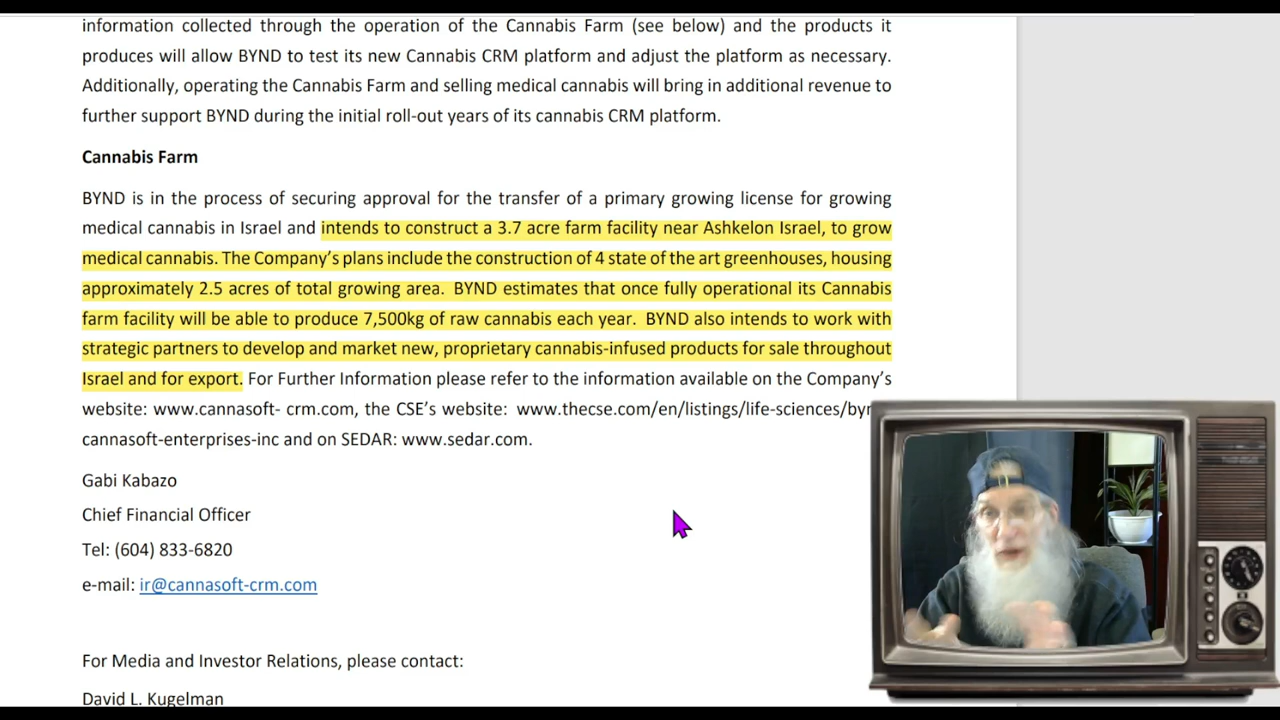 information collected through the operation of the Cannabis Farm (see below) and the products it
produces will allow BYND to test its new Cannabis CRM platform and adjust the platform as necessary.
Additionally, operating the Cannabis Farm and selling medical cannabis will bring in additional revenue to
further support BYND during the initial roll-out years of its cannabis CRM platform.
Cannabis Farm
BYND is in the process of securing approval for the transfer of a primary growing license for growing
medical cannabis in Israel and intends to construct a 3.7 acre farm facility near Ashkelon Israel, to grow
medical cannabis. The Company's plans include the construction of 4 state of the art greenhouses, housing
approximately 2.5 acres of total growing area. BYND estimates that once fully operational its Cannabis
farm facility will be able to produce 7,500kg of raw cannabis each year. BYND also intends to work with
strategic partners to develop and market new, proprietary cannabis-infused products for sale throughout
Israel and for export. For Further Information please refer to the information available on the Company's
website: www.cannasoft- crm.com, the CSE's website: www.thecse.com/en/listings/life-sciences/byn
cannasoft-enterprises-inc and on SEDAR: www.sedar.com.
Gabi Kabazo
Chief Financial Officer
Tel: (604) 833-6820
e-mail: ir@cannasoft-crm.com
For Media and Investor Relations, please contact:
David L. Kugelman